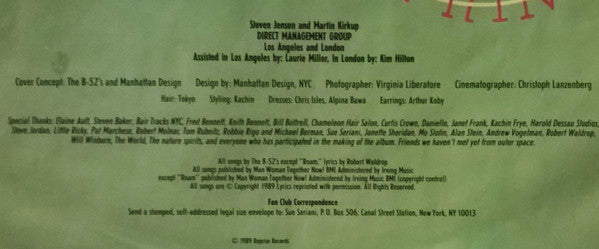 Steven Jensen and Martin Kirkup
DIRECT MANAGEMENT GROUP
Los Angeles and London
Assisted in Los Angeles by: Laurie Miller, In London by: Kim Hilton
Cover Concept: The B-52's and Manhattan Design Design by: Manhattan Design, NYC Photographer: Virginia Liberatore Cinematographer: Christoph Lanzenberg
Hair: Tokyo Styling: Kachin Dresses: Chris Isles, Alpina Bawa Earrings: Arthur Koby
Special Thanks: Elaine Ault, Steven Baker, Bair Tracks NYC, Fred Bennett, Keith Bennett, Bill Bottrell, Chameleon Hair Salon, Curtis Crowe, Daniello, Janet Frank, Kachin Frye, Harold Dessau Studios,
Steve Jordan, Little Ricky, Pat Marchese, Robert Molnar, Tom Rubnitz, Robbie Rigo and Michael Berman, Sue Seriani, Janette Sheridan, Mo Slotin, Alan Stein, Andrew Vogelman, Robert Waldrop,
Will Winburn, The World, The nature spirits, and everyone who has participated in the making of the album. Friends we haven't met yet from outer space.
All songs by The B-52's except "Roam," lyrics by Robert Waldrop
All songs published by Man Woman Together Now! BMI Administered by Irving Music
except "Roam" published by Man Woman Together Now! Administered by Irving Music BMI (copyright control)
All songs are © Copyright 1989 Lyrics reprinted with permission. All Rights Reserved.
Fan Club Correspondence
Send a stamped, self-addressed legal size envelope to: Sue Seriani, P.O. Box 506, Canal Street Station, New York, NY 10013
© 1989 Reprise Records